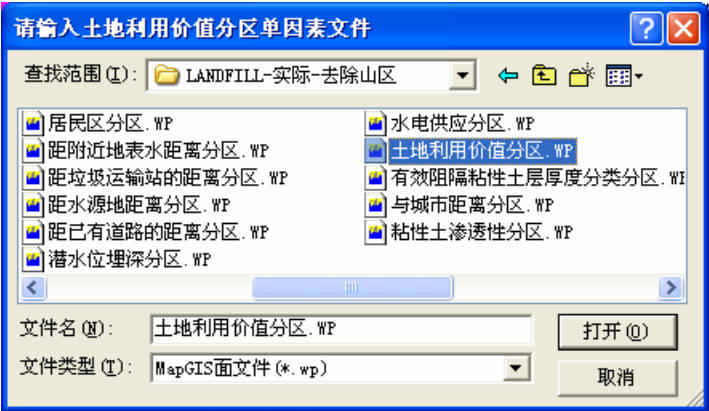 请输入土地利用价值分区单因素文件
查找范围(I): LANDFILL-实际-去除山区
居民区分区.WP
距附近地表水距离分区.WP
距垃圾运输站的距离分区.WP
距水源地距离分区.WP
距已有道路的距离分区.WP
潜水位埋深分区.WP
水电供应分区.WP
土地利用价值分区.WP
有效阻隔粘性土层厚度分类分区.WP
与城市距离分区.WP
粘性土渗透性分区.WP
文件名(N): 土地利用价值分区.WP 打开(O)
文件类型(T): MapGIS面文件(*.wp) 取消